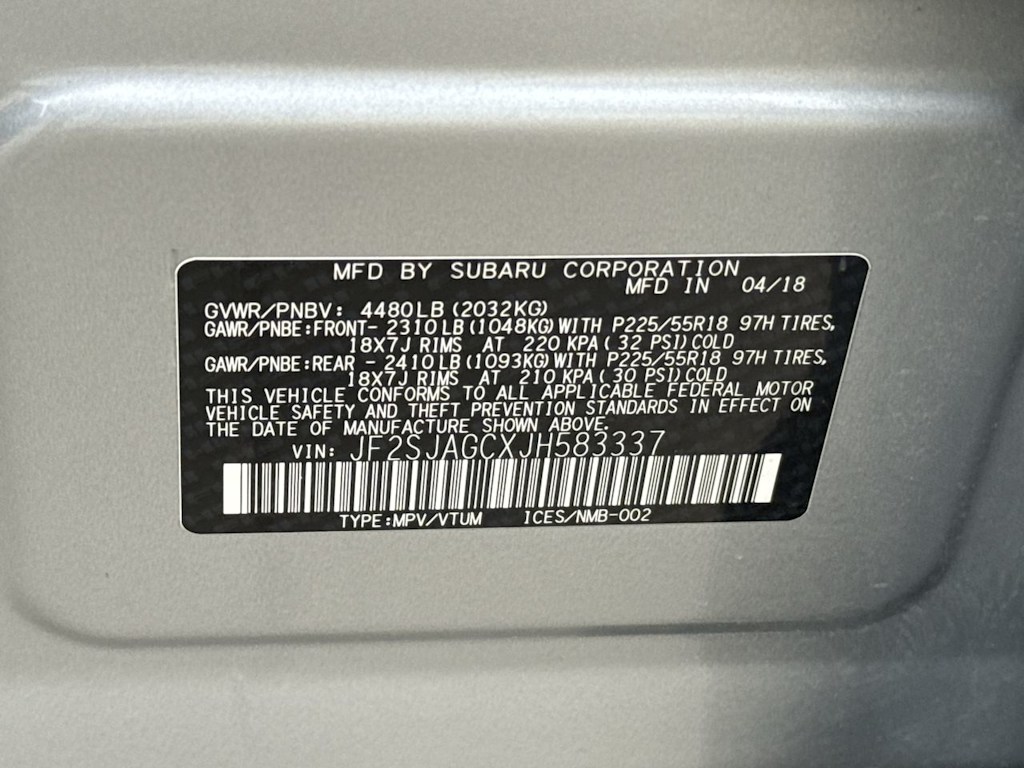 MFD BY SUBARU CORPORATION
MFD IN 04/18
GVWR/PNBV: 4480LB(2032KG)
GAWR/PNBE:FRONT- 2310LB(1048KG)WITH P225/55R18 97H TIRES,
18X7J RIMS AT 220KPA(32 PSI)COLD
GAWR/PNBE:REAR - 2410LB(1093KG)WITH P225/55R18 97H TIRES,
18X7J RIMS AT 210KPA(30 PSI)COLD
THIS VEHICLE CONFORMS TO ALL APPLICABLE FEDERAL MOTOR
VEHICLE SAFETY AND THEFT PREVENTION STANDARDS IN EFFECT ON
THE DATE OF MANUFACTURE SHOWN ABOVE.
VIN: JF2SJAGCXJH583337
TYPE:MPV/VTUM ICES/NMB-002